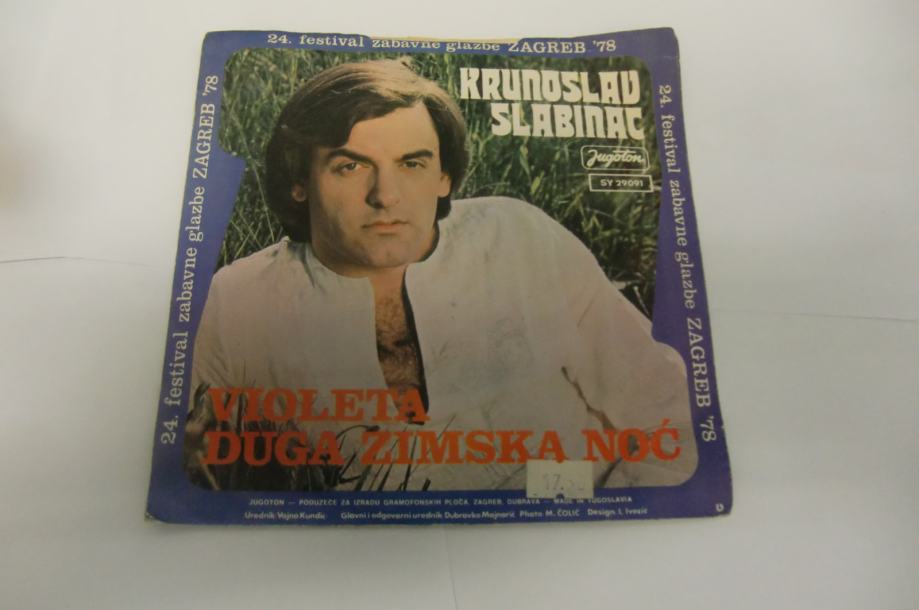 24. festival zabavne glazbe ZAGREB '78
24. festival zabavne glazbe ZAGREB '78
24. festival zabavne glazbe ZAGREB '78
KRUNOSLAV
SLABINAC
Jugoton
SY 29091
VIOLETA
DUGA ZIMSKA NOĆ
JUGOTON — PODUZEĆE ZA IZRADU GRAMOFONSKIH PLOČA, ZAGREB, DUBRAVA — MADE IN YUGOSLAVIA
Urednik Vojno Kundić Glavni i odgovorni urednik Dubravko Majnarić Photo M. ČOLIĆ Design I. Ivezić